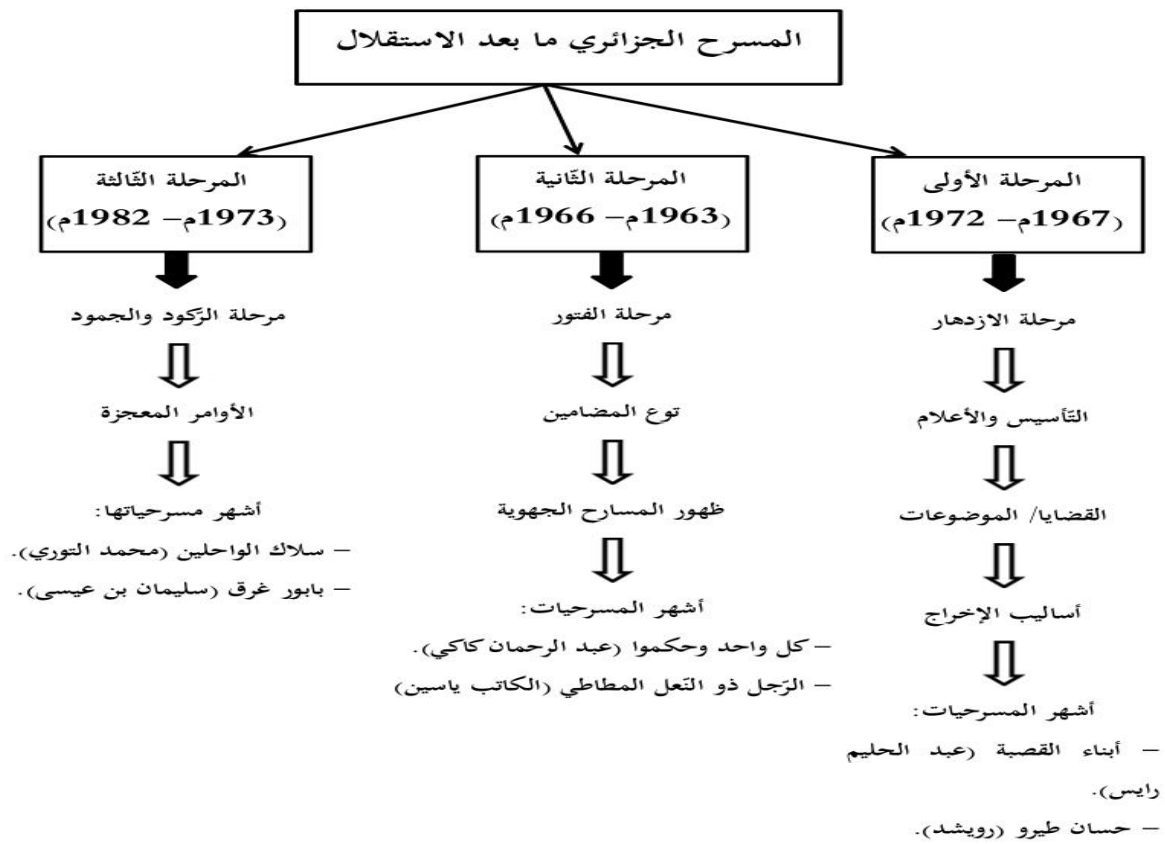 المسرح الجزائري ما بعد الاستقلال
المرحلة الأولى
(1967م– 1972م)
مرحلة الازدهار
التّأسيس والأعلام
القضايا/ الموضوعات
أساليب الإخراج
أشهر المسرحيات:
– أبناء القصبة (عبد الحليم
رايس).
– حسان طيرو (رويشد).
المرحلة الثّانية
(1963م– 1966م)
مرحلة الفتور
توع المضامين
ظهور المسارح الجهوية
أشهر المسرحيات:
– كل واحد وحكموا (عبد الرحمان كاكي).
– الرّجل ذو النّعل المطاطي (الكاتب ياسين)
المرحلة الثّالثة
(1973م– 1982م)
مرحلة الرّكود والجمود
الأوامر المعجزة
أشهر مسرحياتها:
– سلاك الواحلين (محمد التوري).
– بابور غرق (سليمان بن عيسى).